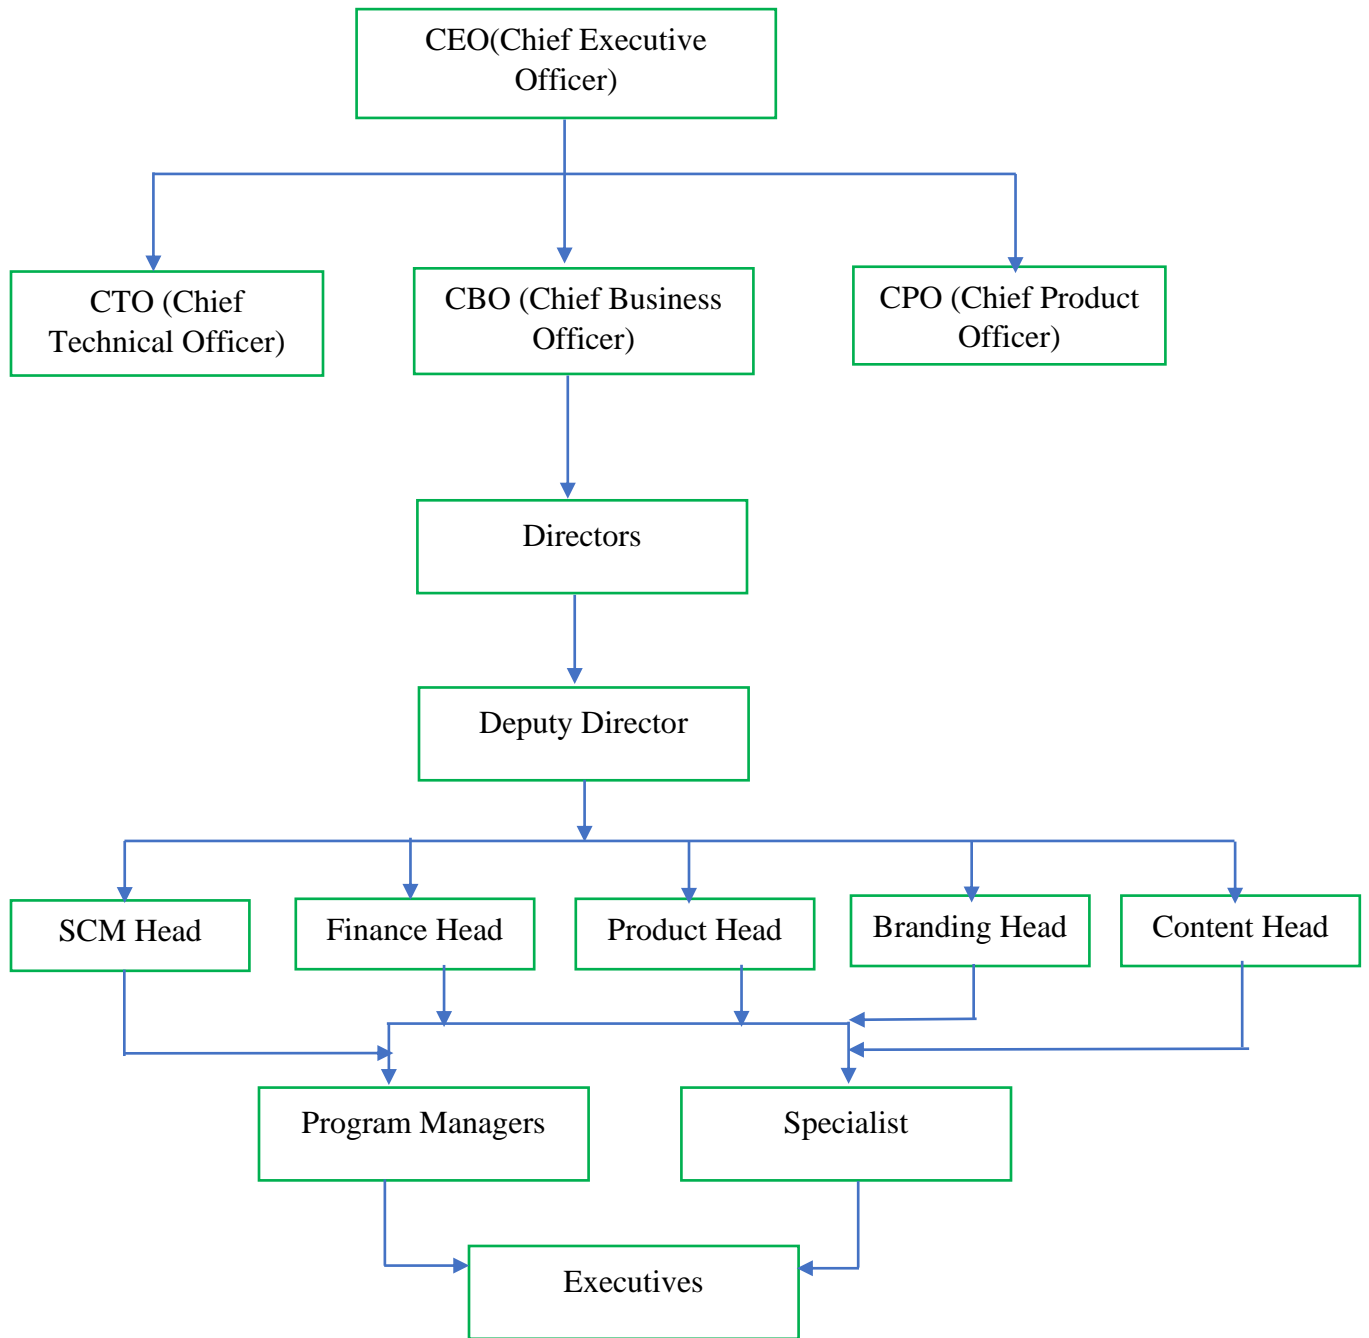 CEO(Chief Executive
Officer)
CTO (Chief
Technical Officer)
CBO (Chief Business
Officer)
CPO (Chief Product
Officer)
Directors
Deputy Director
SCM Head
Finance Head
Product Head
Branding Head
Content Head
Program Managers
Specialist
Executives